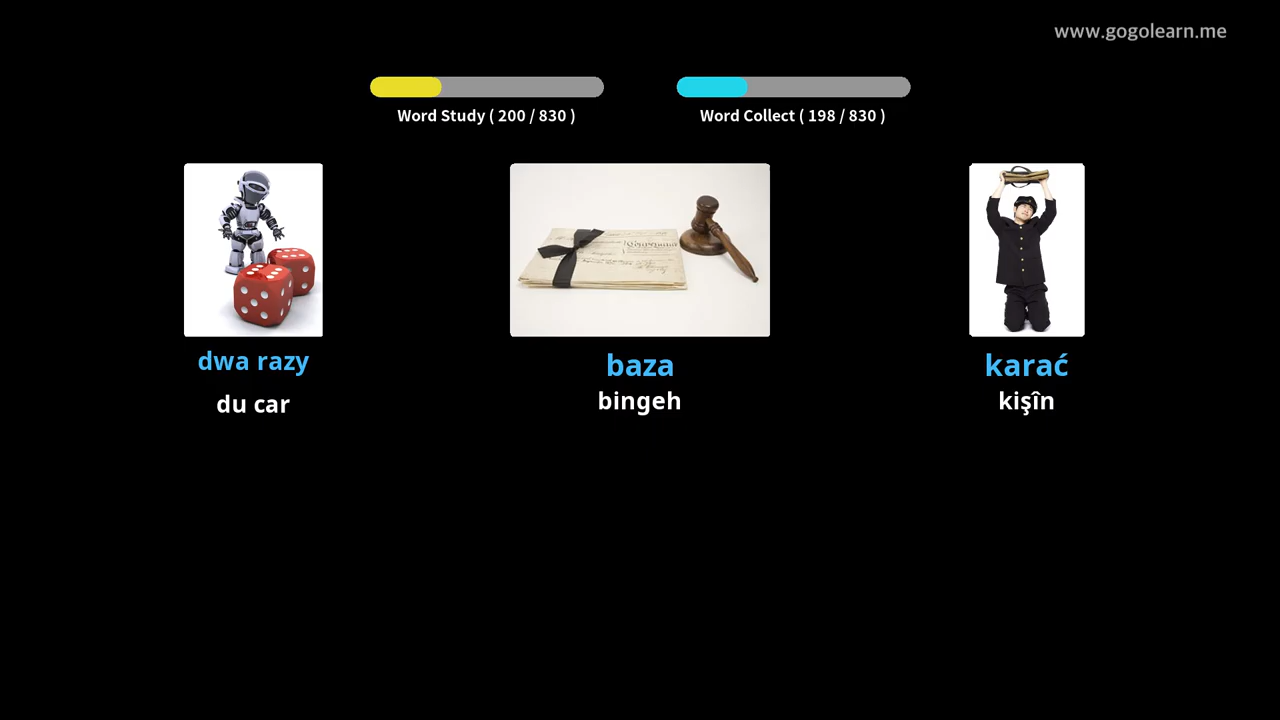 www.gogolearn.me
Word Study ( 200 / 830 )
Word Collect ( 198 / 830 )
dwa razy
baza
karać
du car
bingeh
kişîn